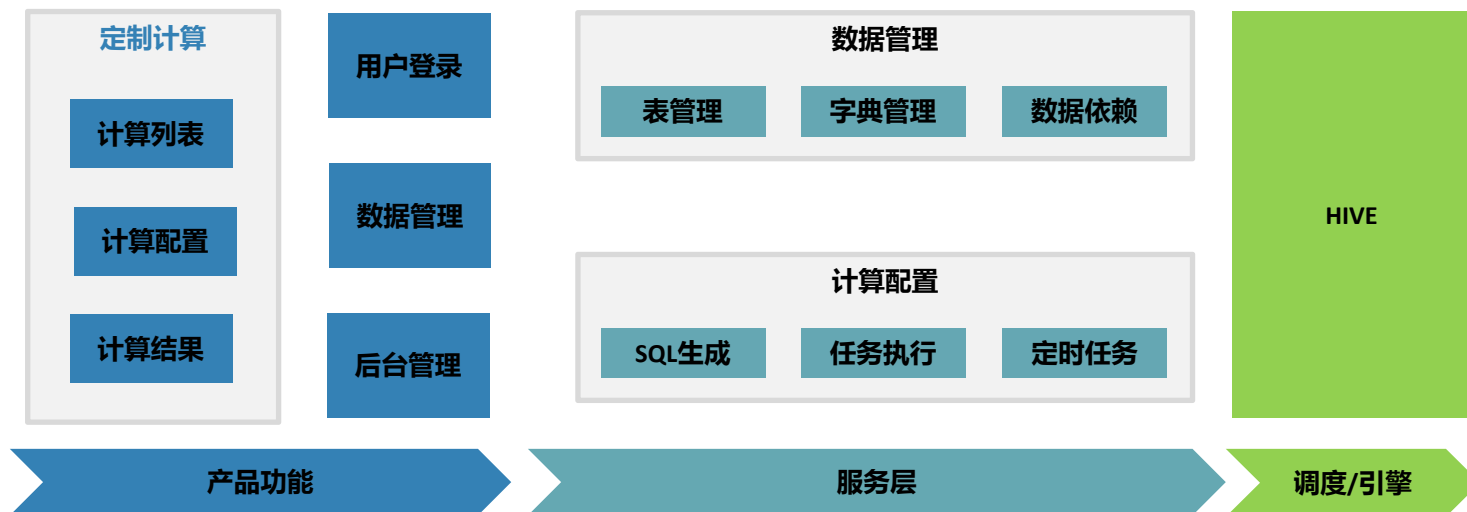 定制计算
计算列表
计算配置
计算结果
用户登录
数据管理
后台管理
数据管理
表管理
字典管理
数据依赖
计算配置
SQL生成
任务执行
定时任务
HIVE
产品功能
服务层
调度/引擎